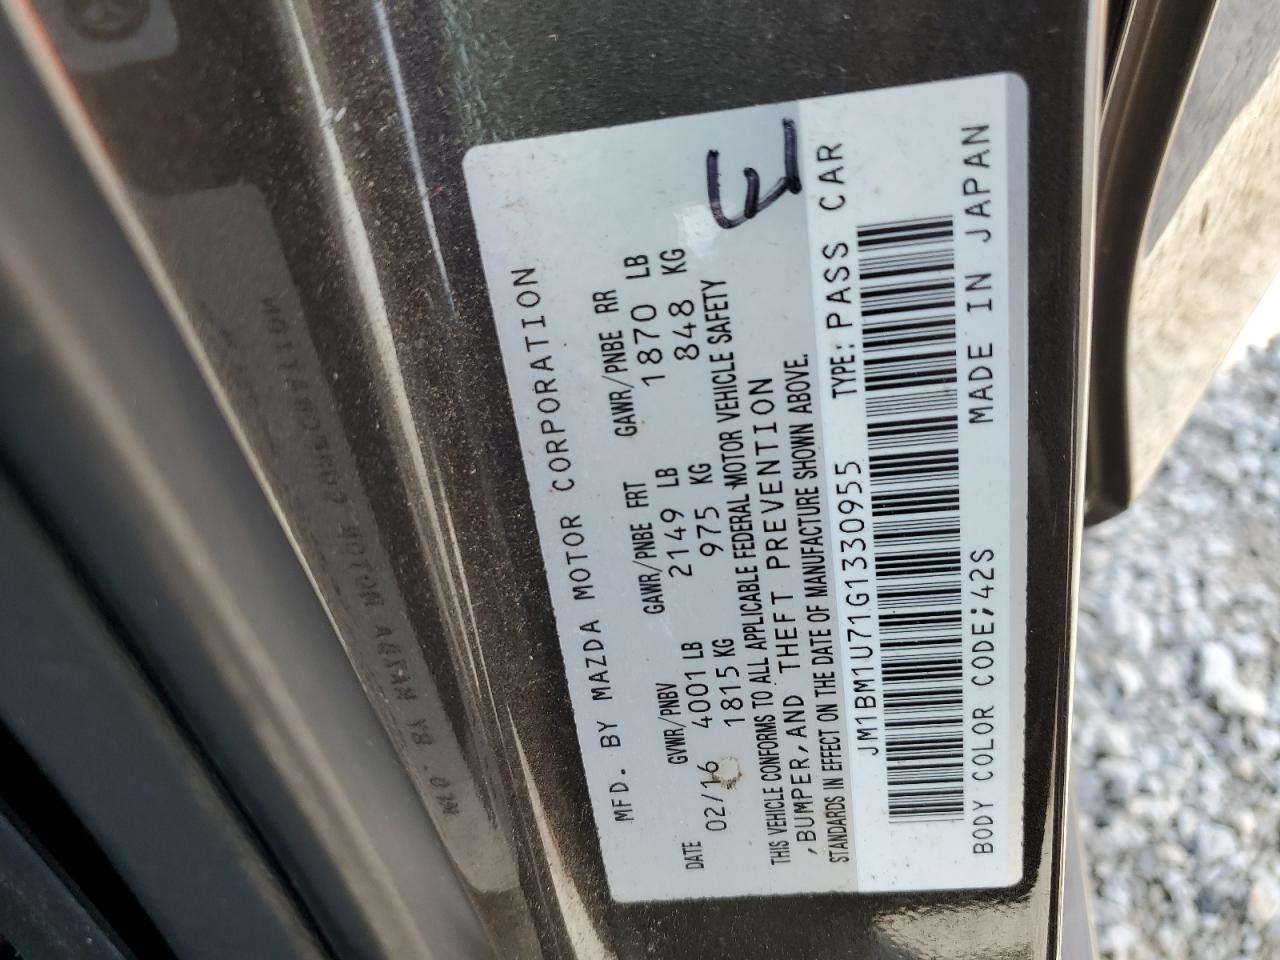 MFD. BY MAZDA MOTOR CORPORATION
DATE GVWR/PNBV GAWR/PNBE FRT GAWR/PNBE RR
02/16 4001 LB 2149 LB 1870 LB
1815 KG 975 KG 848 KG
THIS VEHICLE CONFORMS TO ALL APPLICABLE FEDERAL MOTOR VEHICLE SAFETY
,BUMPER,AND THEFT PREVENTION
STANDARDS IN EFFECT ON THE DATE OF MANUFACTURE SHOWN ABOVE.
JM1BM1U71G1330955 TYPE: PASS CAR
BODY COLOR CODE;42S MADE IN JAPAN
E